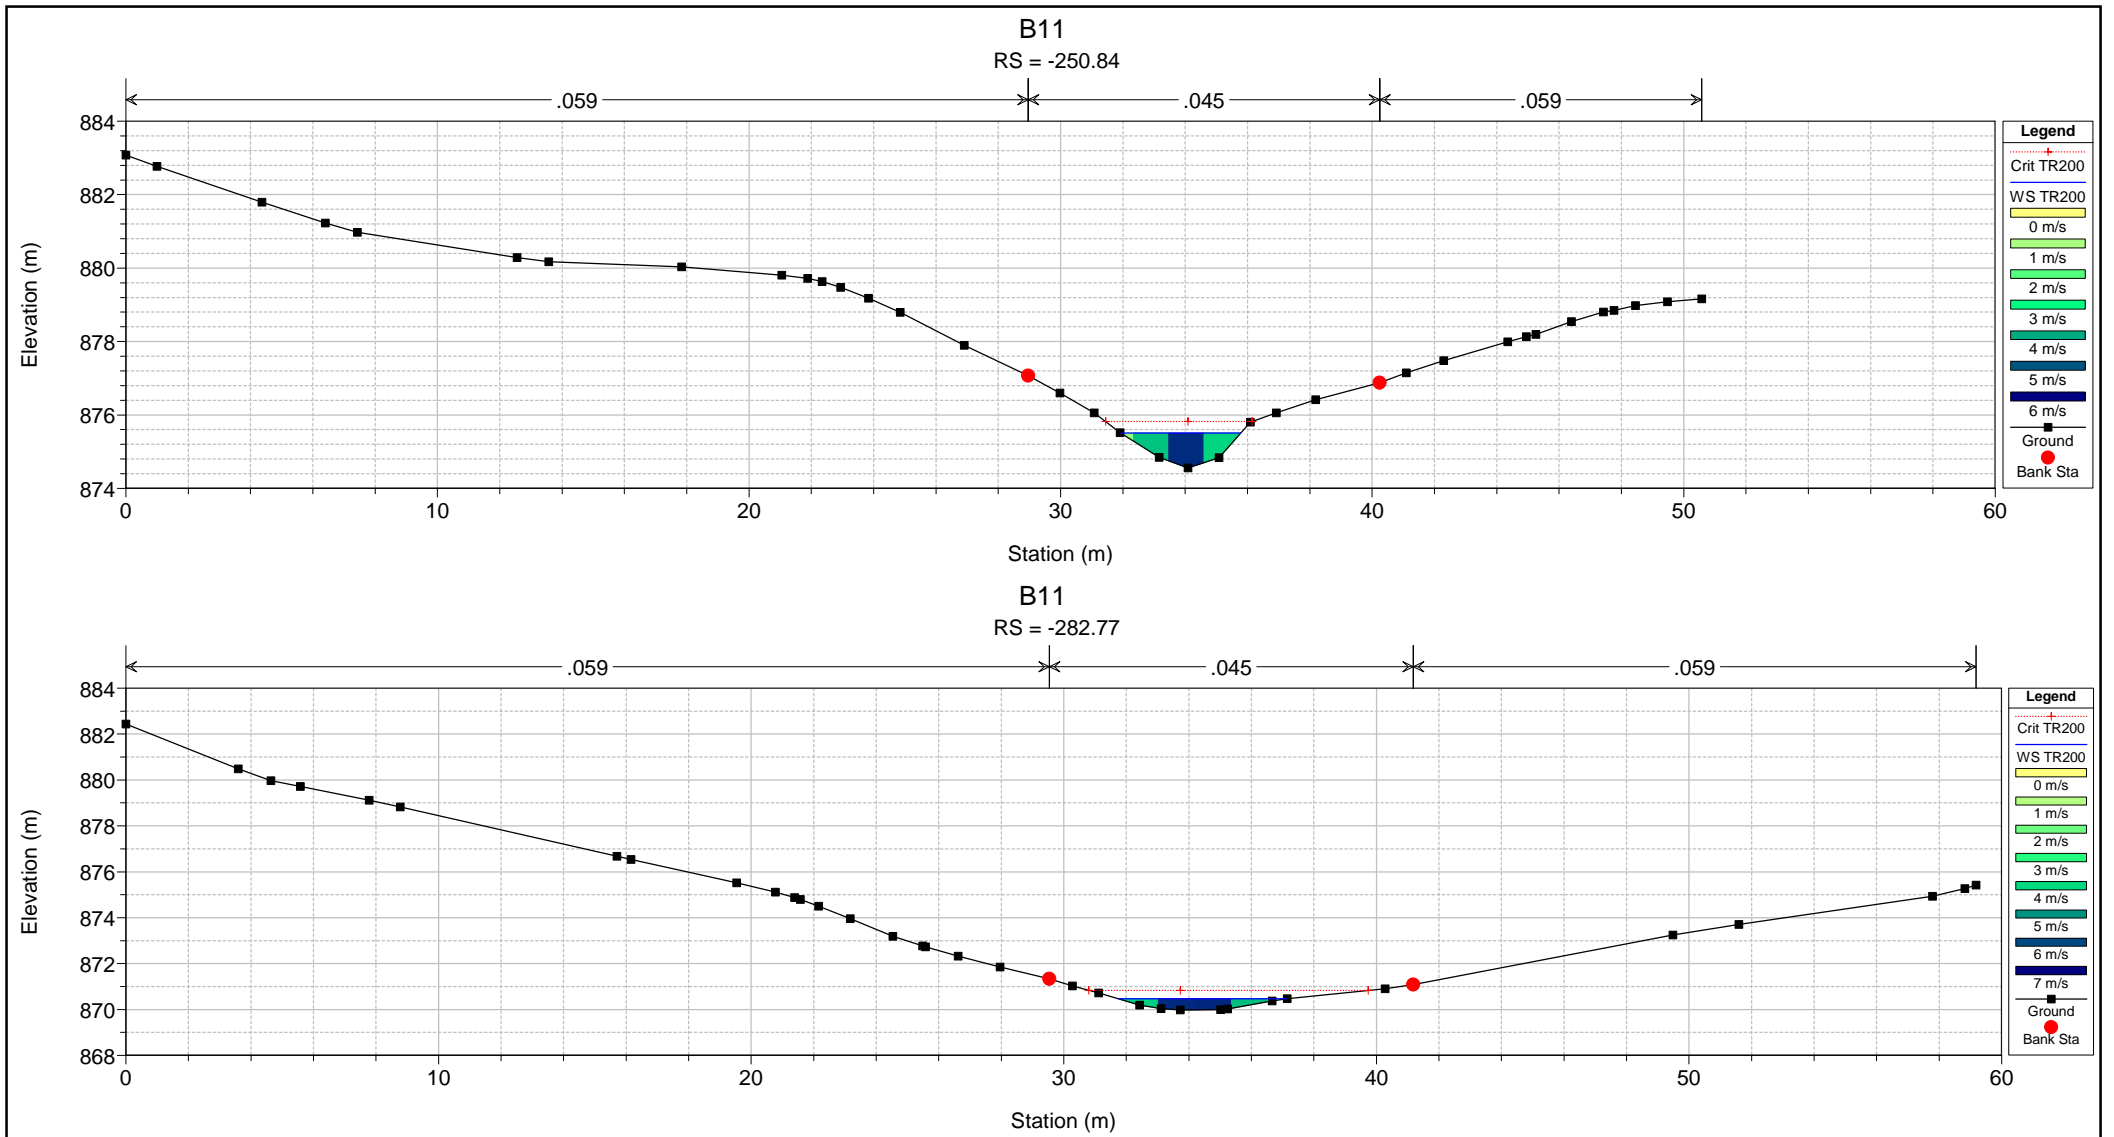 B11
RS = -250.84
.059 .045 .059
884
882
880
878
876
874
Elevation (m)
0 10 20 30 40 50 60
Station (m)
Legend
Crit TR200
WS TR200
0 m/s
1 m/s
2 m/s
3 m/s
4 m/s
5 m/s
6 m/s
Ground
Bank Sta
B11
RS = -282.77
.059 .045 .059
884
882
880
878
876
874
872
870
868
Elevation (m)
0 10 20 30 40 50 60
Station (m)
Legend
Crit TR200
WS TR200
0 m/s
1 m/s
2 m/s
3 m/s
4 m/s
5 m/s
6 m/s
7 m/s
Ground
Bank Sta